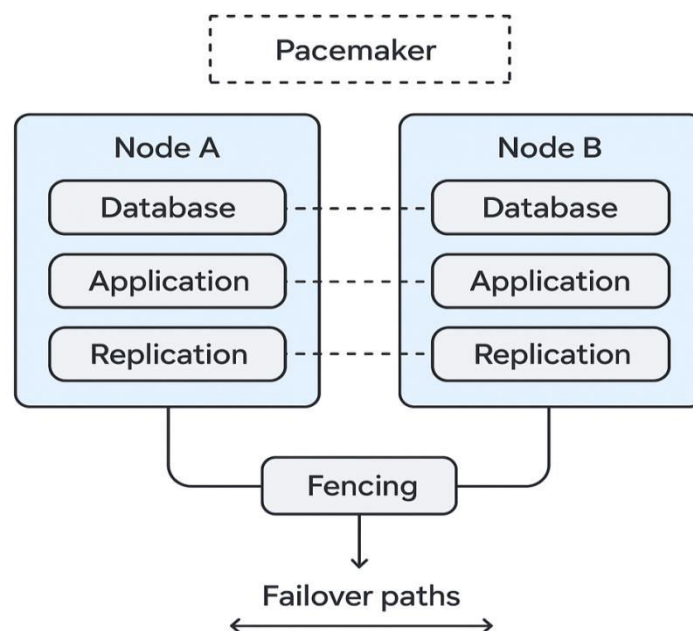 Pacemaker
Node A
Database
Application
Replication
Node B
Database
Application
Replication
Fencing
Failover paths